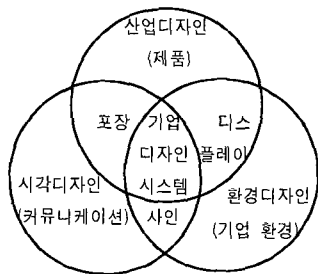 산업디자인
(제품)
포장 기업 디스
디자인 플레이
시각디자인 시스템 환경디자인
(커뮤니케이션) 사인 (기업 환경)